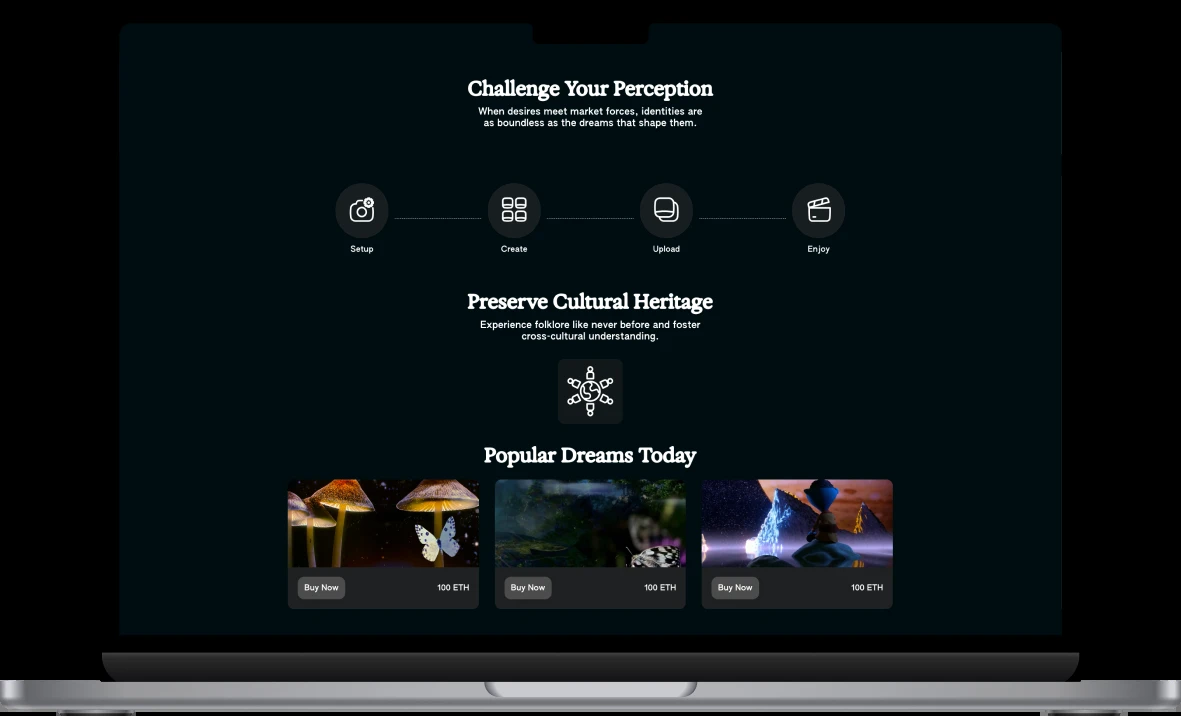 Challenge Your Perception
When desires meet market forces, identities are
as boundless as the dreams that shape them.
Setup
Create
Upload
Enjoy
Preserve Cultural Heritage
Experience folklore like never before and foster
cross-cultural understanding.
Popular Dreams Today
Buy Now
100 ETH
Buy Now
100 ETH
Buy Now
100 ETH